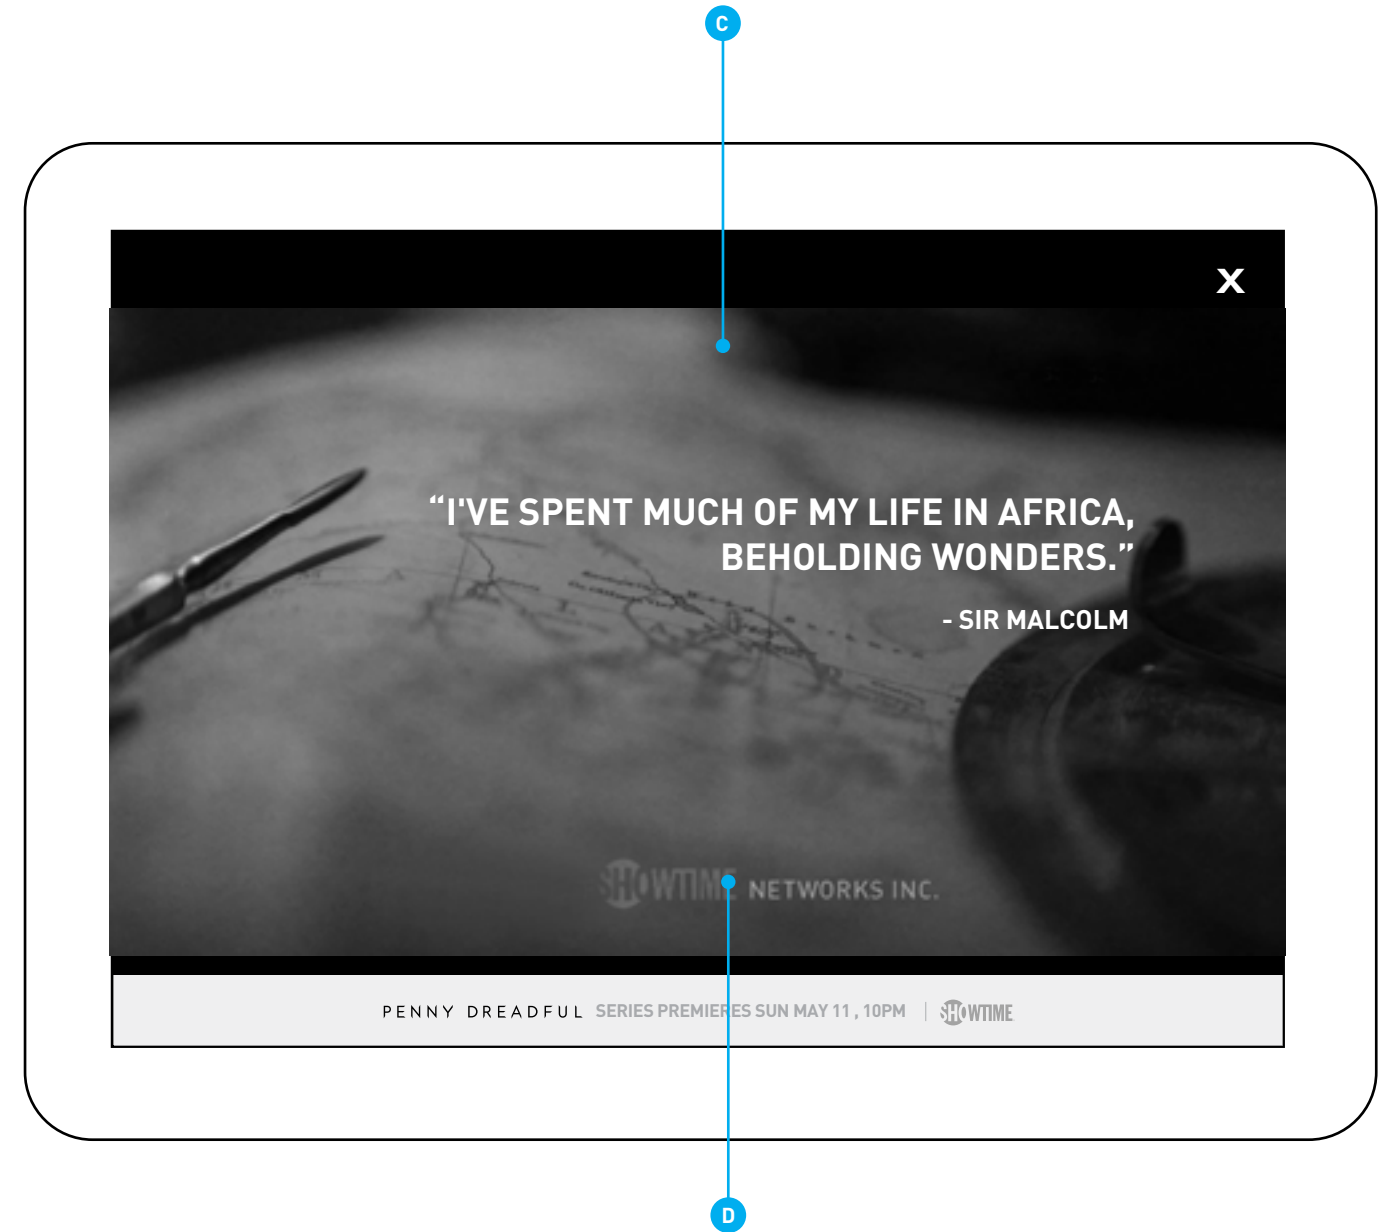 C
X
“I'VE SPENT MUCH OF MY LIFE IN AFRICA,
BEHOLDING WONDERS.”
- SIR MALCOLM
SHOWTIME NETWORKS INC.
PENNY DREADFUL SERIES PREMIERES SUN MAY 11 , 10PM | SHOWTIME
D